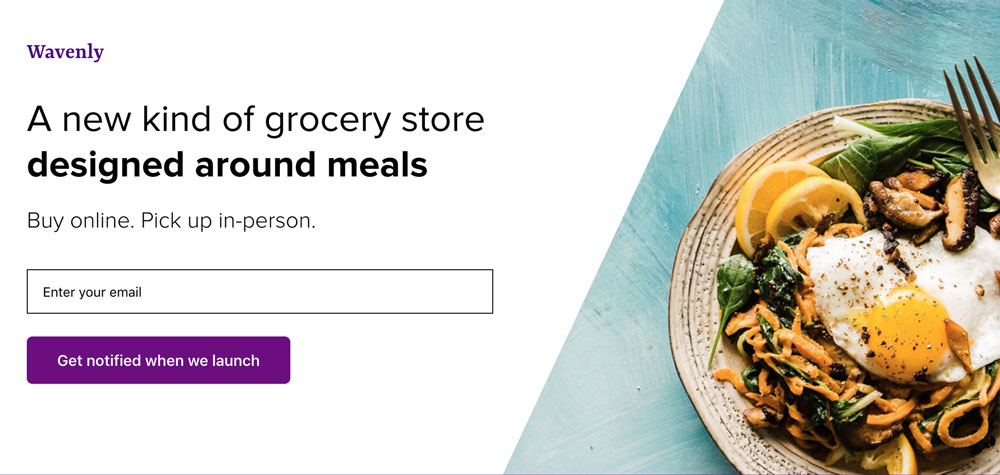 Wavenly
A new kind of grocery store
designed around meals
Buy online. Pick up in-person.
Enter your email
Get notified when we launch